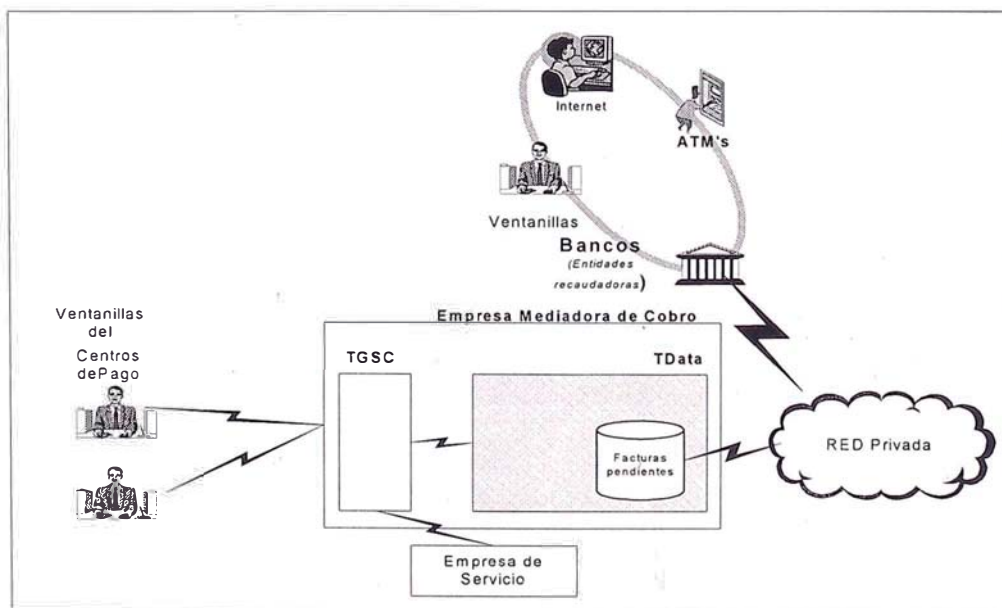 Internet
ATM's
Ventanillas
Bancos
(Entidades
recaudadoras)
Empresa Mediadora de Cobro
Ventanillas
del
Centros
dePago
TGSC
TData
Facturas
pendientes
RED Privada
Empresa de
Servicio